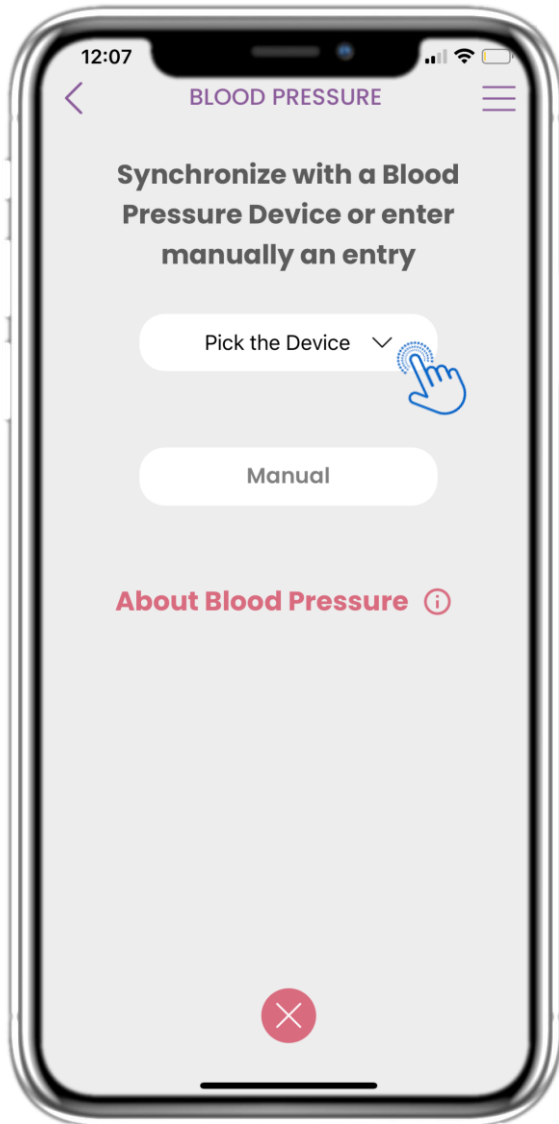 12:07
BLOOD PRESSURE
Synchronize with a Blood
Pressure Device or enter
manually an entry
Pick the Device
Manual
About Blood Pressure